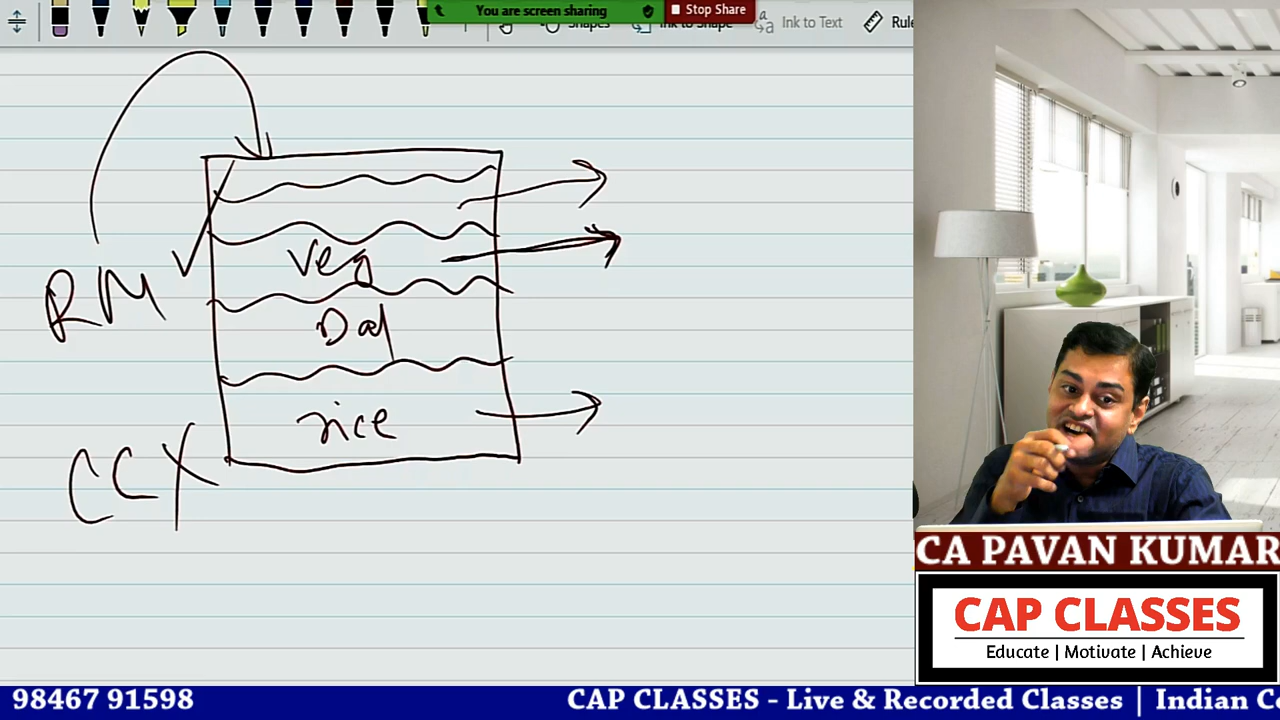 You are screen sharing
Stop Share
Shapes
Ink to Shape
Ink to Text
Rule
RM
Veg
Dal
rice
CCX
CA PAVAN KUMAR
CAP CLASSES
Educate | Motivate | Achieve
98467 91598
CAP CLASSES - Live & Recorded Classes | Indian C